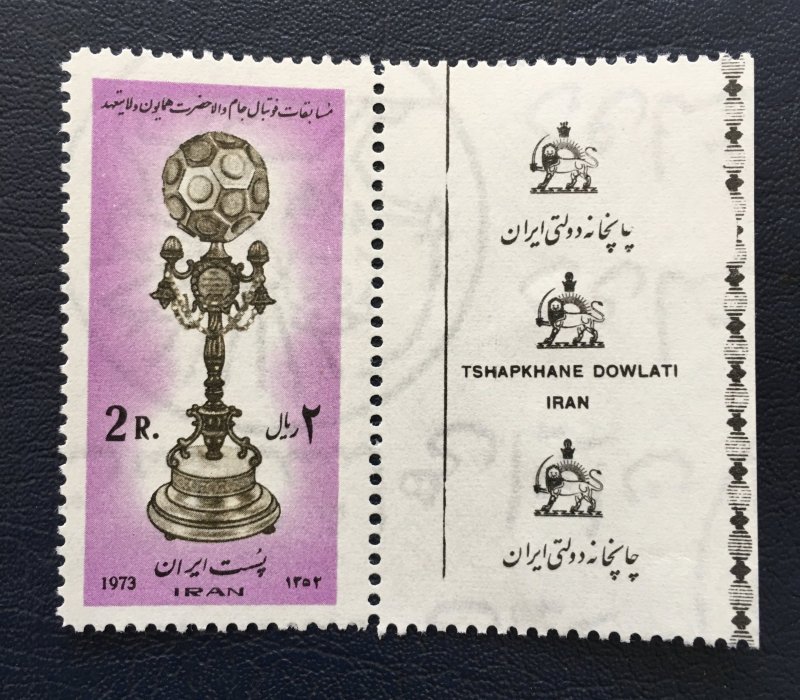 مسابقات فوتبال جام والاحضرت همایون ولایتعهد
2 R.
۲ ریال
پست ایران
1973
IRAN
۱۳۵۲
چاپخانه دولتی ایران
TSHAPKHANE DOWLATI
IRAN
چاپخانه دولتی ایران